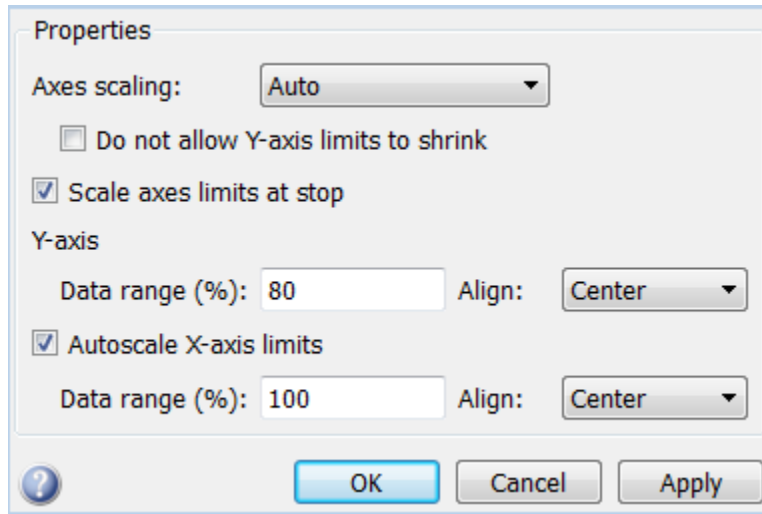 Properties
Axes scaling: Auto
Do not allow Y-axis limits to shrink
Scale axes limits at stop
Y-axis
Data range (%): 80 Align: Center
Autoscale X-axis limits
Data range (%): 100 Align: Center
? OK Cancel Apply